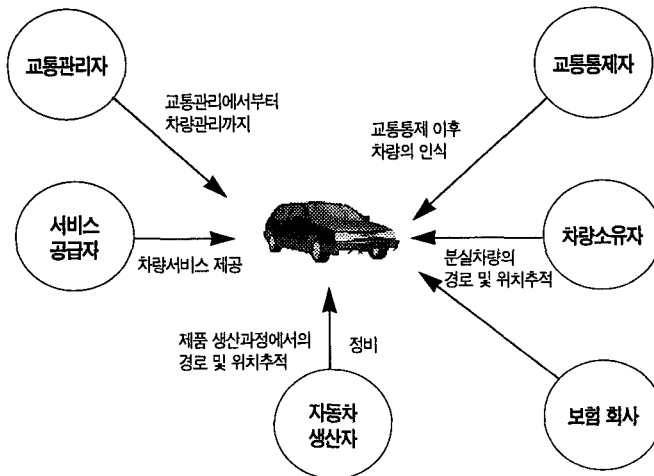 교통관리자
교통통제자
교통관리에서부터
차량관리까지
교통통제 이후
차량의 인식
서비스
공급자
차량서비스 제공
차량소유자
분실차량의
경로 및 위치추적
제품 생산과정에서의
경로 및 위치추적
정비
자동차
생산자
보험 회사